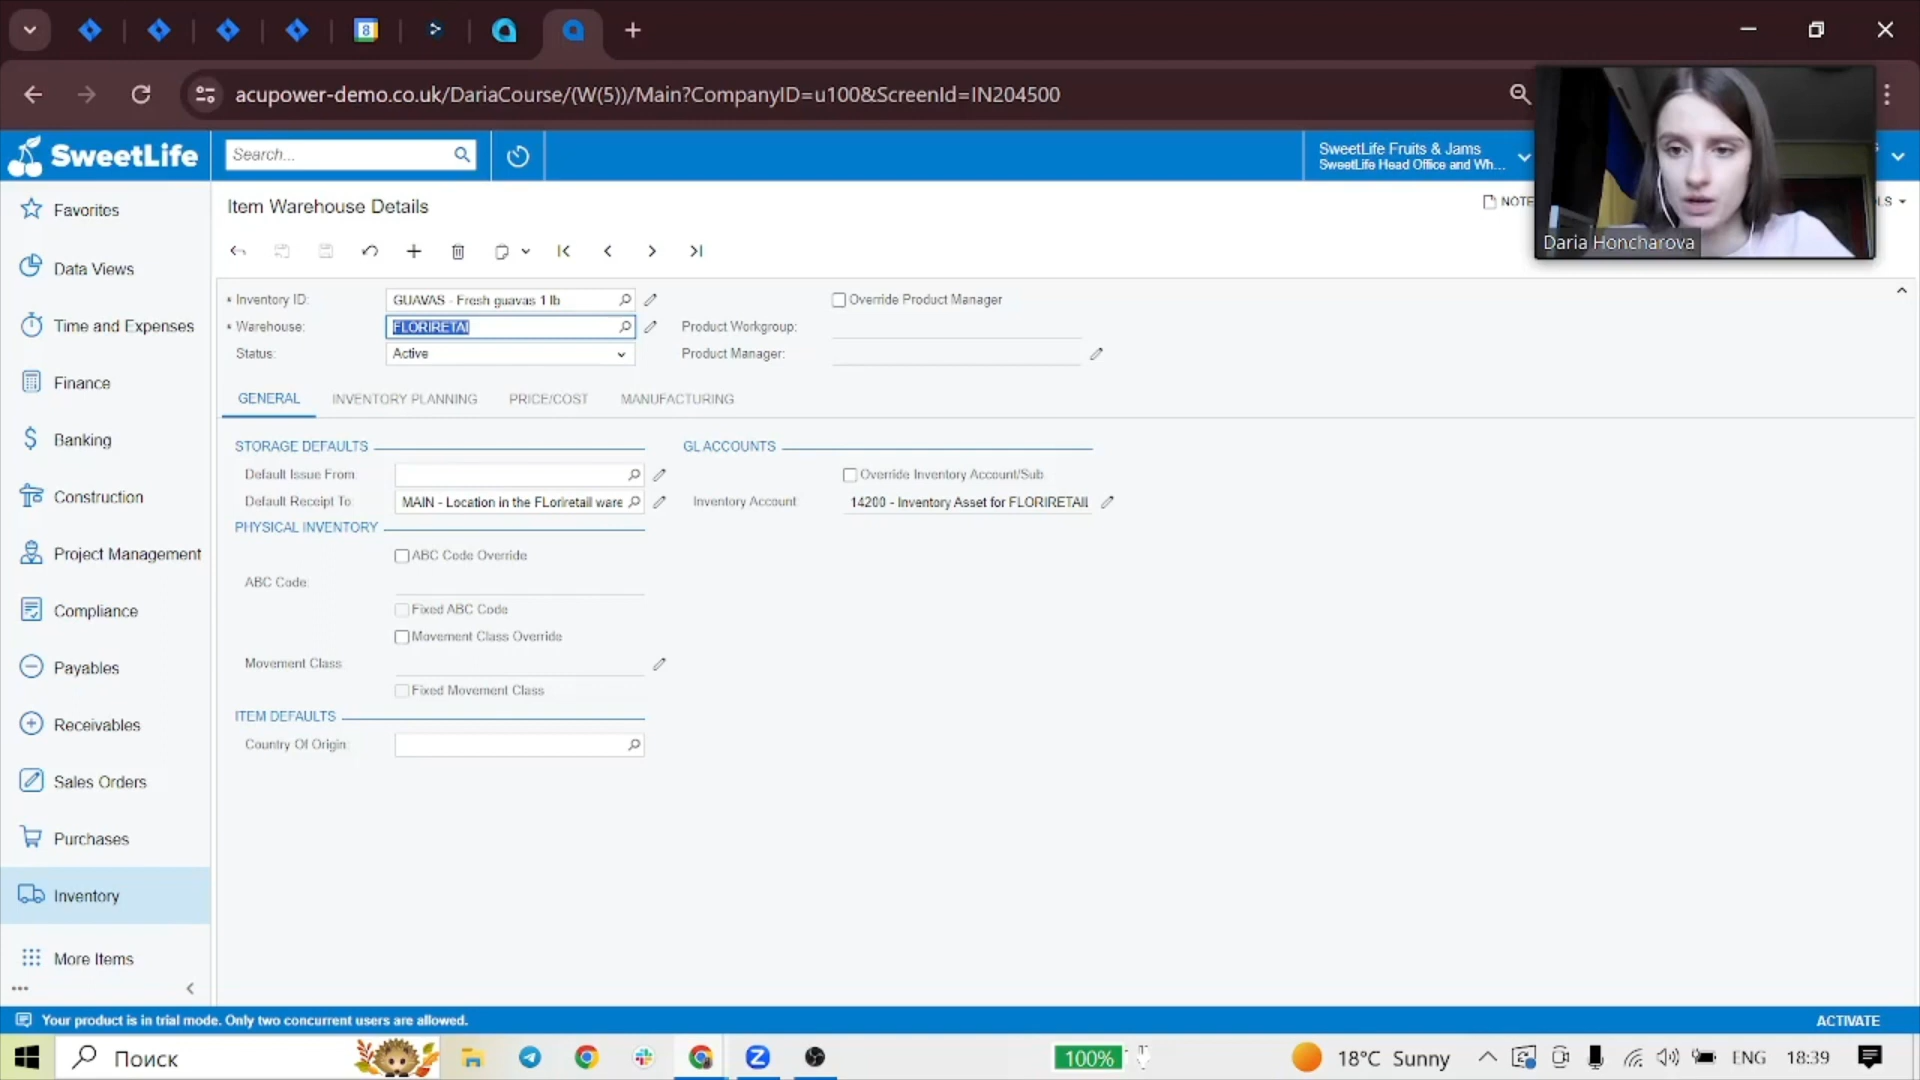 8
acupower-demo.co.uk/DariaCourse/(W(5))/Main?CompanyID=u100&ScreenId=IN204500
SweetLife
Search...
SweetLife Fruits & Jams
SweetLife Head Office and Wh...
Daria Honcharova
Item Warehouse Details
NOTE
LS
Favorites
Data Views
Time and Expenses
Finance
Banking
Construction
Project Management
Compliance
Payables
Receivables
Sales Orders
Purchases
Inventory
More Items
* Inventory ID:
GUAVAS - Fresh guavas 1 lb
Override Product Manager
* Warehouse:
FLORIRETAI
Product Workgroup:
Status:
Active
Product Manager:
GENERAL
INVENTORY PLANNING
PRICE/COST
MANUFACTURING
STORAGE DEFAULTS
GL ACCOUNTS
Default Issue From:
Override Inventory Account/Sub
Default Receipt To:
MAIN - Location in the FLoriretail ware
Inventory Account:
14200 - Inventory Asset for FLORIRETAIL
PHYSICAL INVENTORY
ABC Code Override
ABC Code:
Fixed ABC Code
Movement Class Override
Movement Class
Fixed Movement Class
ITEM DEFAULTS
Country Of Origin:
Your product is in trial mode. Only two concurrent users are allowed.
ACTIVATE
Поиск
100%
18°C Sunny
ENG
18:39